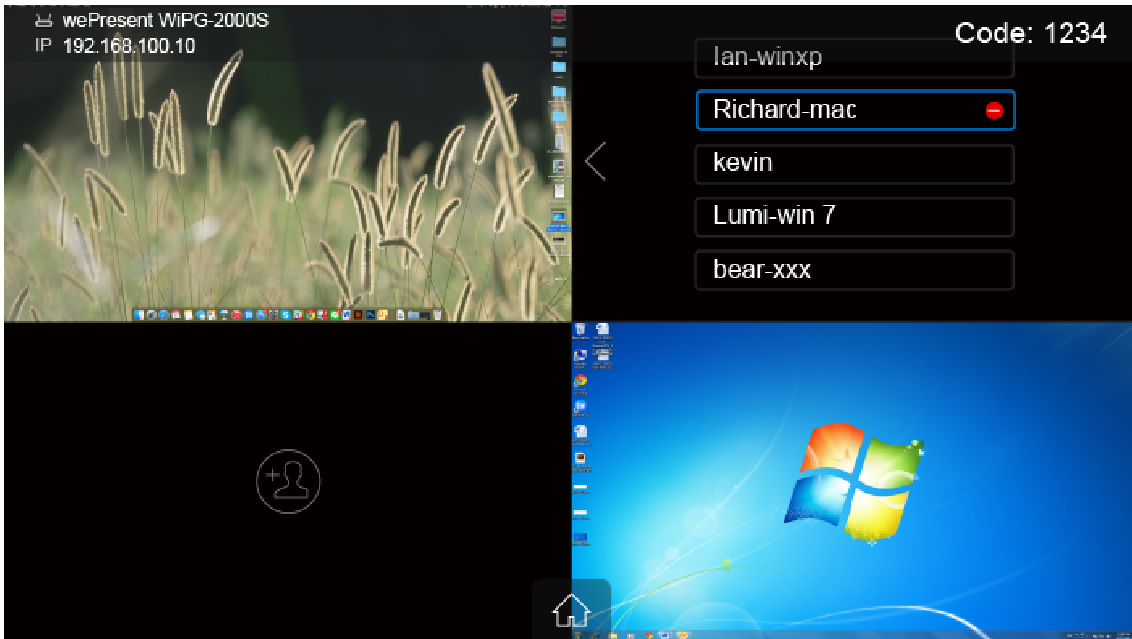 wePresent WiPG-2000S
IP 192.168.100.10
Code: 1234
Ian-winxp
Richard-mac
kevin
Lumi-win 7
bear-xxx